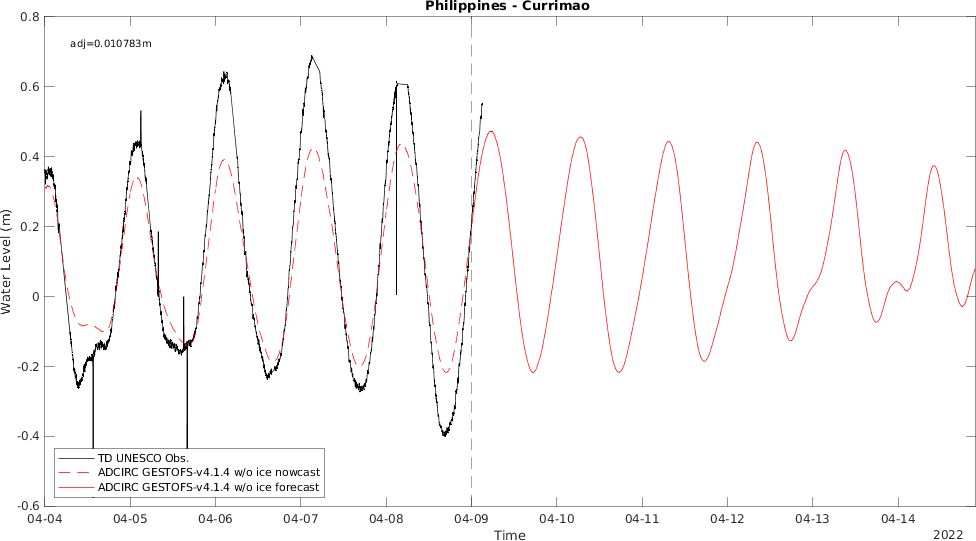 Philippines - Currimao
adj=0.010783m
Water Level (m)
0.8
0.6
0.4
0.2
0
-0.2
-0.4
-0.6
TD UNESCO Obs.
ADCIRC GESTOFS-v4.1.4 w/o ice nowcast
ADCIRC GESTOFS-v4.1.4 w/o ice forecast
04-04 04-05 04-06 04-07 04-08 04-09 04-10 04-11 04-12 04-13 04-14
Time
2022